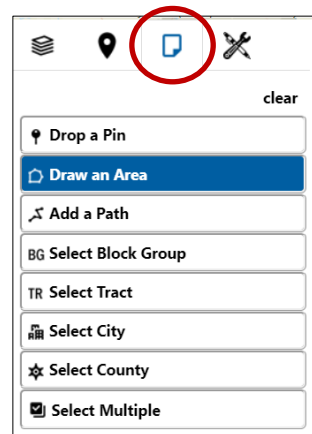 clear
Drop a Pin
Draw an Area
Add a Path
BG Select Block Group
TR Select Tract
Select City
Select County
Select Multiple